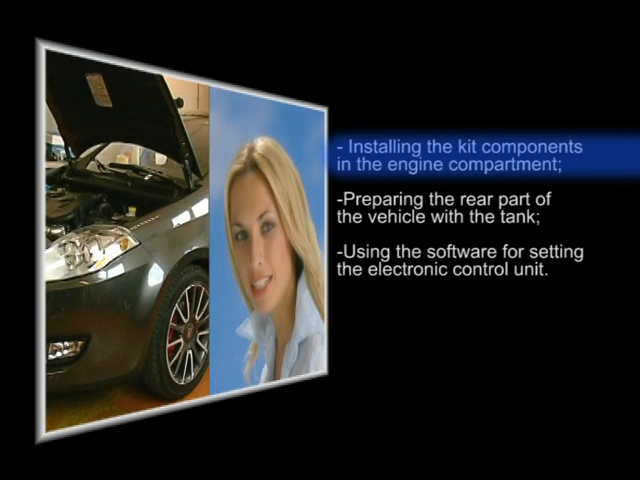 - Installing the kit components
in the engine compartment;
-Preparing the rear part of
the vehicle with the tank;
-Using the software for setting
the electronic control unit.